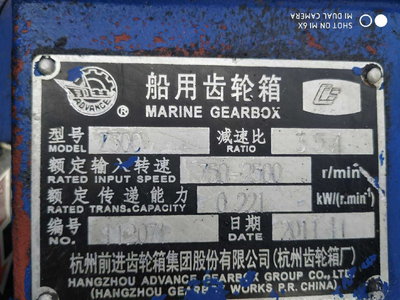 SHOT ON MI 6X
MI DUAL CAMERA
ADVANCE
®
船用齿轮箱
MARINE GEARBOX
型号 减速比
MODEL RATIO
额定输入转速 750-2500 r/min
RATED INPUT SPEED
额定传递能力 0.221 kW/(r.min⁻¹)
RATED TRANS.CAPACITY
编号 日期 2011.11
NO. DATE
杭州前进齿轮箱集团股份有限公司(杭州齿轮箱厂)
HANGZHOU ADVANCE GEARBOX GROUP CO., LTD.
(HANGZHOU GEARBOX WORKS P.R. CHINA)